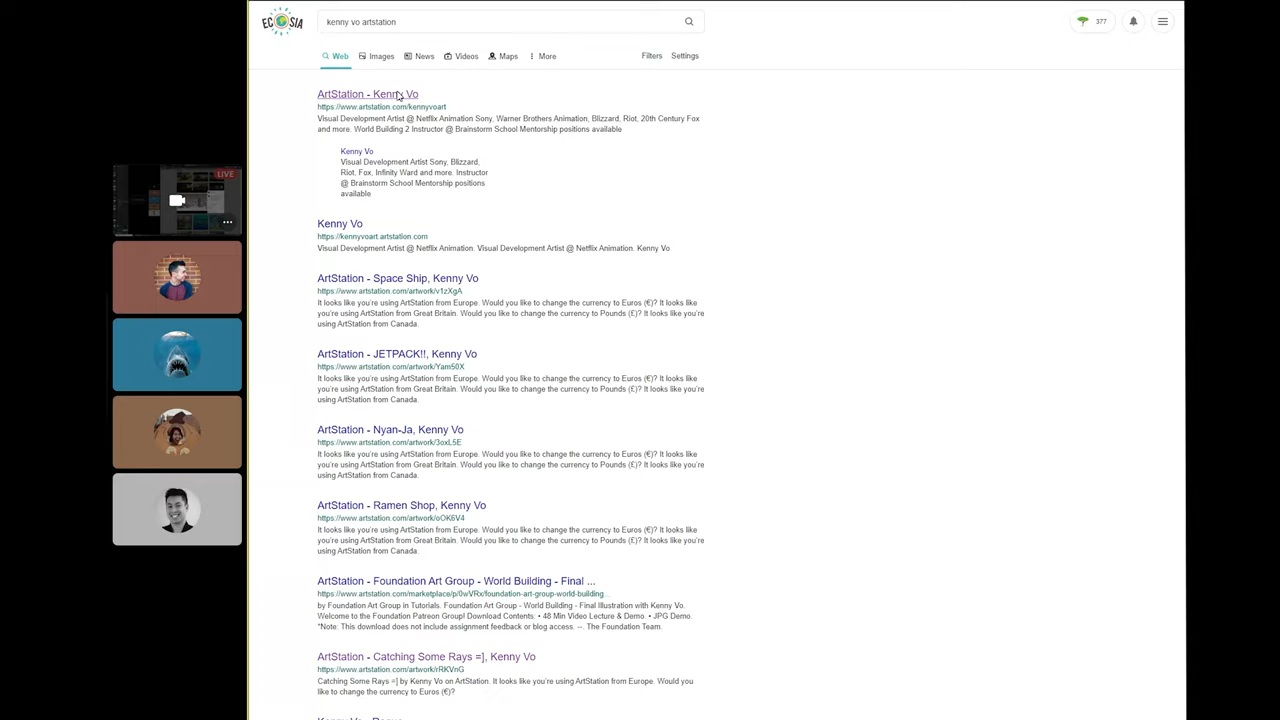 ECOSIA
kenny vo artstation
377
Web
Images
News
Videos
Maps
More
Filters
Settings
ArtStation - Kenny Vo
https://www.artstation.com/kennyvoart
Visual Development Artist @ Netflix Animation Sony, Warner Brothers Animation, Blizzard, Riot, 20th Century Fox
and more. World Building 2 Instructor @ Brainstorm School Mentorship positions available
Kenny Vo
Visual Development Artist Sony, Blizzard,
Riot, Fox, Infinity Ward and more. Instructor
@ Brainstorm School Mentorship positions
available
LIVE
Kenny Vo
https://kennyvoart.artstation.com
Visual Development Artist @ Netflix Animation. Visual Development Artist @ Netflix Animation. Kenny Vo
ArtStation - Space Ship, Kenny Vo
https://www.artstation.com/artwork/v1zXgA
It looks like you're using ArtStation from Europe. Would you like to change the currency to Euros (€)? It looks like
you're using ArtStation from Great Britain. Would you like to change the currency to Pounds (£)? It looks like you're
using ArtStation from Canada.
ArtStation - JETPACK!!, Kenny Vo
https://www.artstation.com/artwork/Yam50X
It looks like you're using ArtStation from Europe. Would you like to change the currency to Euros (€)? It looks like
you're using ArtStation from Great Britain. Would you like to change the currency to Pounds (£)? It looks like you're
using ArtStation from Canada.
ArtStation - Nyan-Ja, Kenny Vo
https://www.artstation.com/artwork/3oxL5E
It looks like you're using ArtStation from Europe. Would you like to change the currency to Euros (€)? It looks like
you're using ArtStation from Great Britain. Would you like to change the currency to Pounds (£)? It looks like you're
using ArtStation from Canada.
ArtStation - Ramen Shop, Kenny Vo
https://www.artstation.com/artwork/oOK6V4
It looks like you're using ArtStation from Europe. Would you like to change the currency to Euros (€)? It looks like
you're using ArtStation from Great Britain. Would you like to change the currency to Pounds (£)? It looks like you're
using ArtStation from Canada.
ArtStation - Foundation Art Group - World Building - Final ...
https://www.artstation.com/marketplace/p/0wVRx/foundation-art-group-world-building...
by Foundation Art Group in Tutorials. Foundation Art Group - World Building - Final Illustration with Kenny Vo.
Welcome to the Foundation Patreon Group! Download Contents: • 48 Min Video Lecture & Demo. • JPG Demo.
*Note: This download does not include assignment feedback or blog access. --. The Foundation Team.
ArtStation - Catching Some Rays =], Kenny Vo
https://www.artstation.com/artwork/rRKVnG
Catching Some Rays =] by Kenny Vo on ArtStation. It looks like you're using ArtStation from Europe. Would you
like to change the currency to Euros (€)?